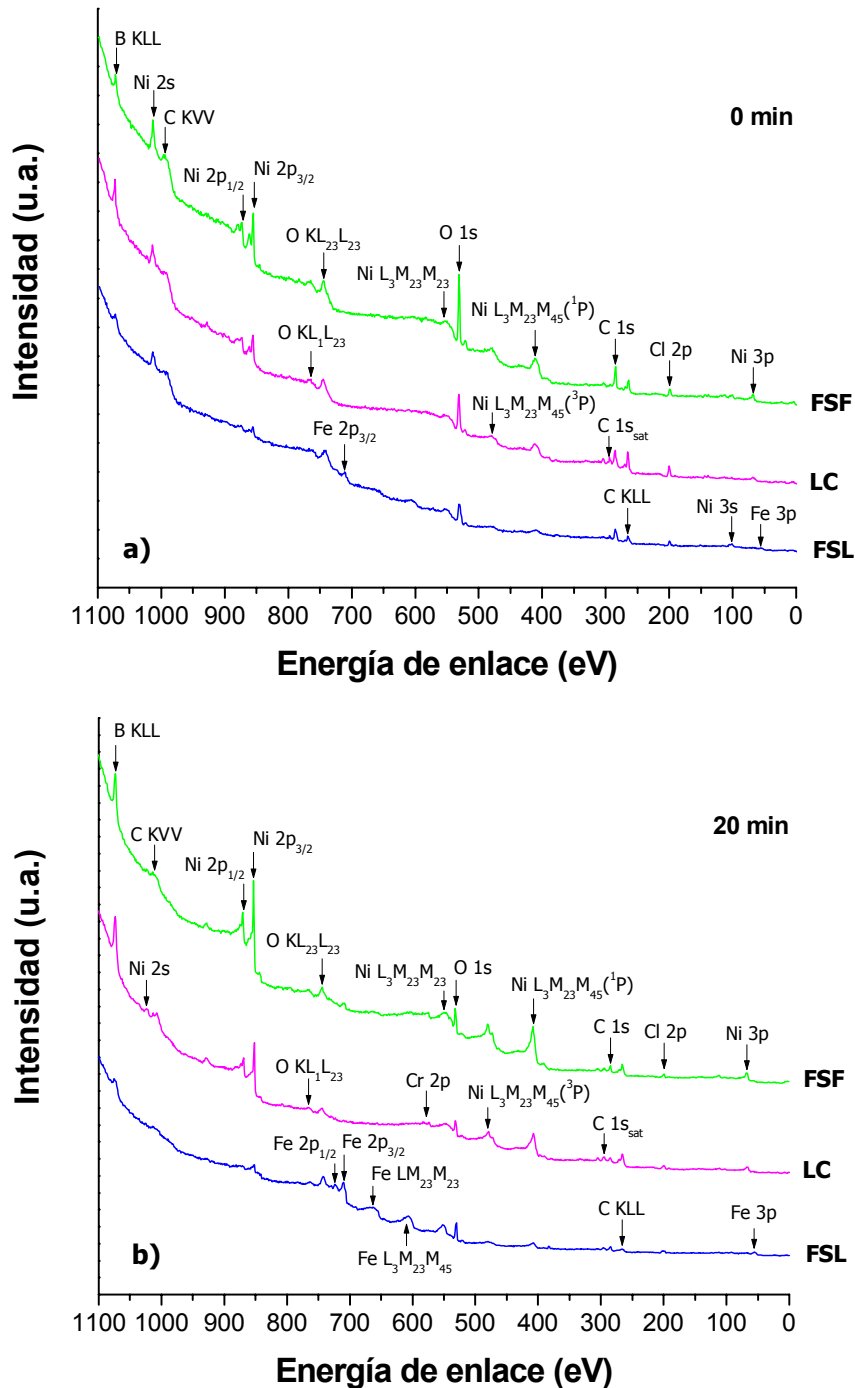 B KLL
Ni 2s
C KVV
0 min
Ni 2p1/2
Ni 2p3/2
O 1s
O KL23L23
Ni L3M23M23
Ni L3M23M45(1P)
C 1s
Cl 2p
Ni 3p
FSF
O KL1L23
Ni L3M23M45(3P)
C 1ssat
LC
Fe 2p3/2
C KLL
Ni 3s
Fe 3p
FSL
a)
Intensidad (u.a.)
1100 1000 900 800 700 600 500 400 300 200 100 0
Energía de enlace (eV)
B KLL
20 min
C KVV
Ni 2p1/2
Ni 2p3/2
O KL23L23
Ni L3M23M23
O 1s
Ni L3M23M45(1P)
C 1s
Cl 2p
Ni 3p
FSF
Ni 2s
O KL1L23
Cr 2p
Ni L3M23M45(3P)
C 1ssat
LC
Fe 2p1/2
Fe 2p3/2
Fe LM23M23
C KLL
Fe 3p
FSL
b)
Fe L3M23M45
Intensidad (u.a.)
1100 1000 900 800 700 600 500 400 300 200 100 0
Energía de enlace (eV)